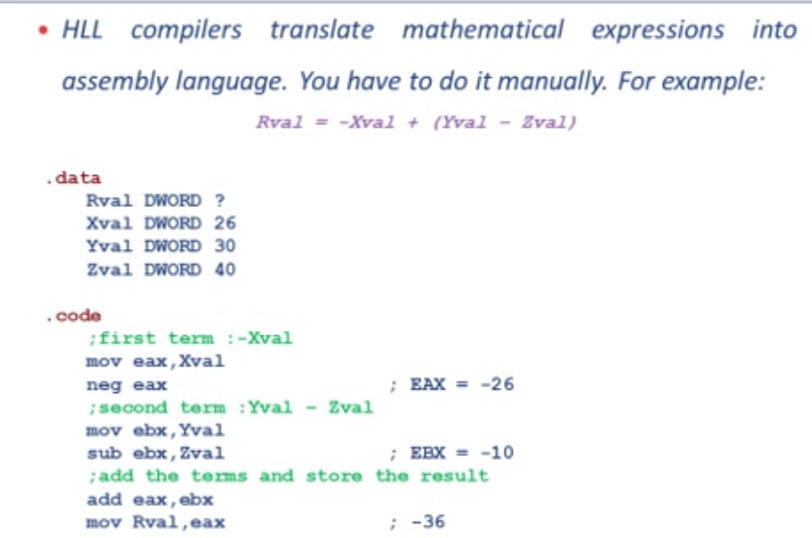 • HLL compilers translate mathematical expressions into
assembly language. You have to do it manually. For example:
Rval = -Xval + (Yval - Zval)
.data
Rval DWORD ?
Xval DWORD 26
Yval DWORD 30
Zval DWORD 40
.code
;first term :-Xval
mov eax,Xval
neg eax ; EAX = -26
;second term :Yval - Zval
mov ebx,Yval
sub ebx,Zval ; EBX = -10
;add the terms and store the result
add eax,ebx
mov Rval,eax ; -36